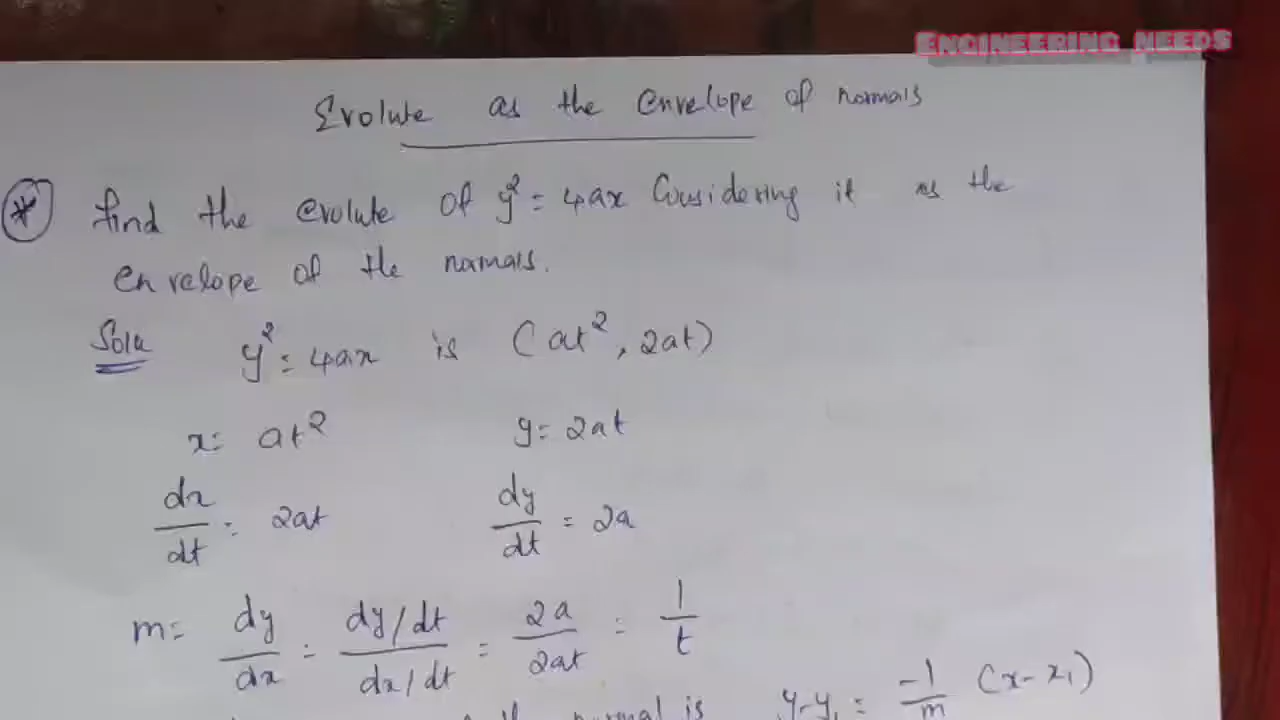 ENGINEERING NEEDS
Evolute as the envelope of normals
* find the evolute of y² = 4ax Considering it as the
envelope of the normals.
Soln y² = 4ax is (at², 2at)
x = at² y = 2at
dx/dt = 2at dy/dt = 2a
m = dy/dx = (dy/dt)/(dx/dt) = 2a/2at = 1/t
normal is y-y₁ = -1/m (x-x₁)